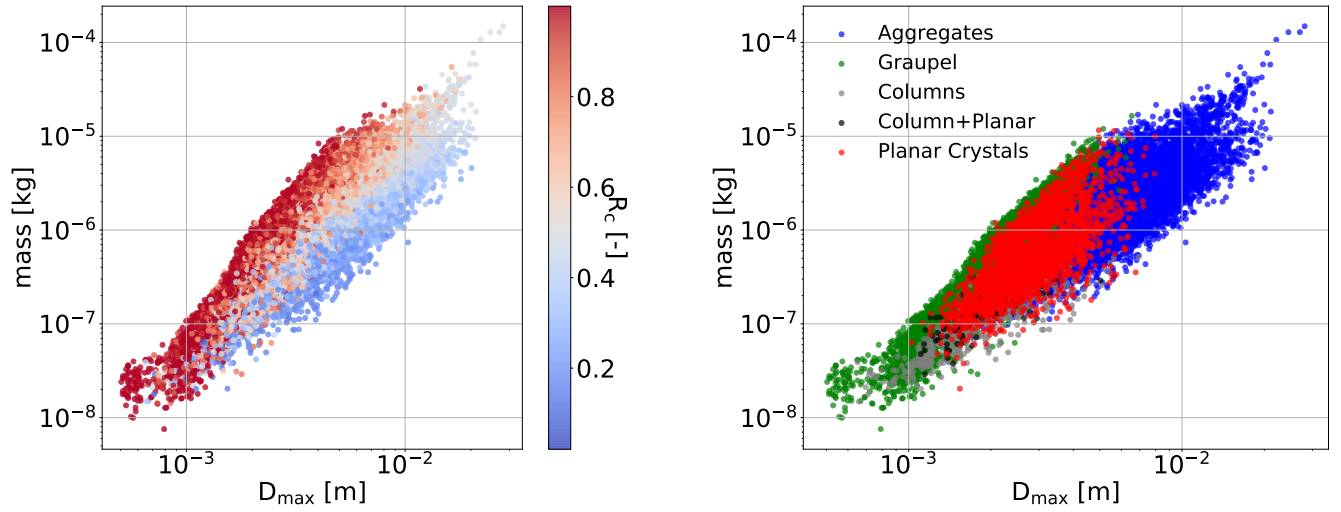 10⁻⁴
10⁻⁵
10⁻⁶
10⁻⁷
10⁻⁸
mass [kg]
10⁻³
10⁻²
D_max [m]
0.8
0.6
0.4
0.2
R_c [-]
10⁻⁴
10⁻⁵
10⁻⁶
10⁻⁷
10⁻⁸
mass [kg]
Aggregates
Graupel
Columns
Column+Planar
Planar Crystals
10⁻³
10⁻²
D_max [m]